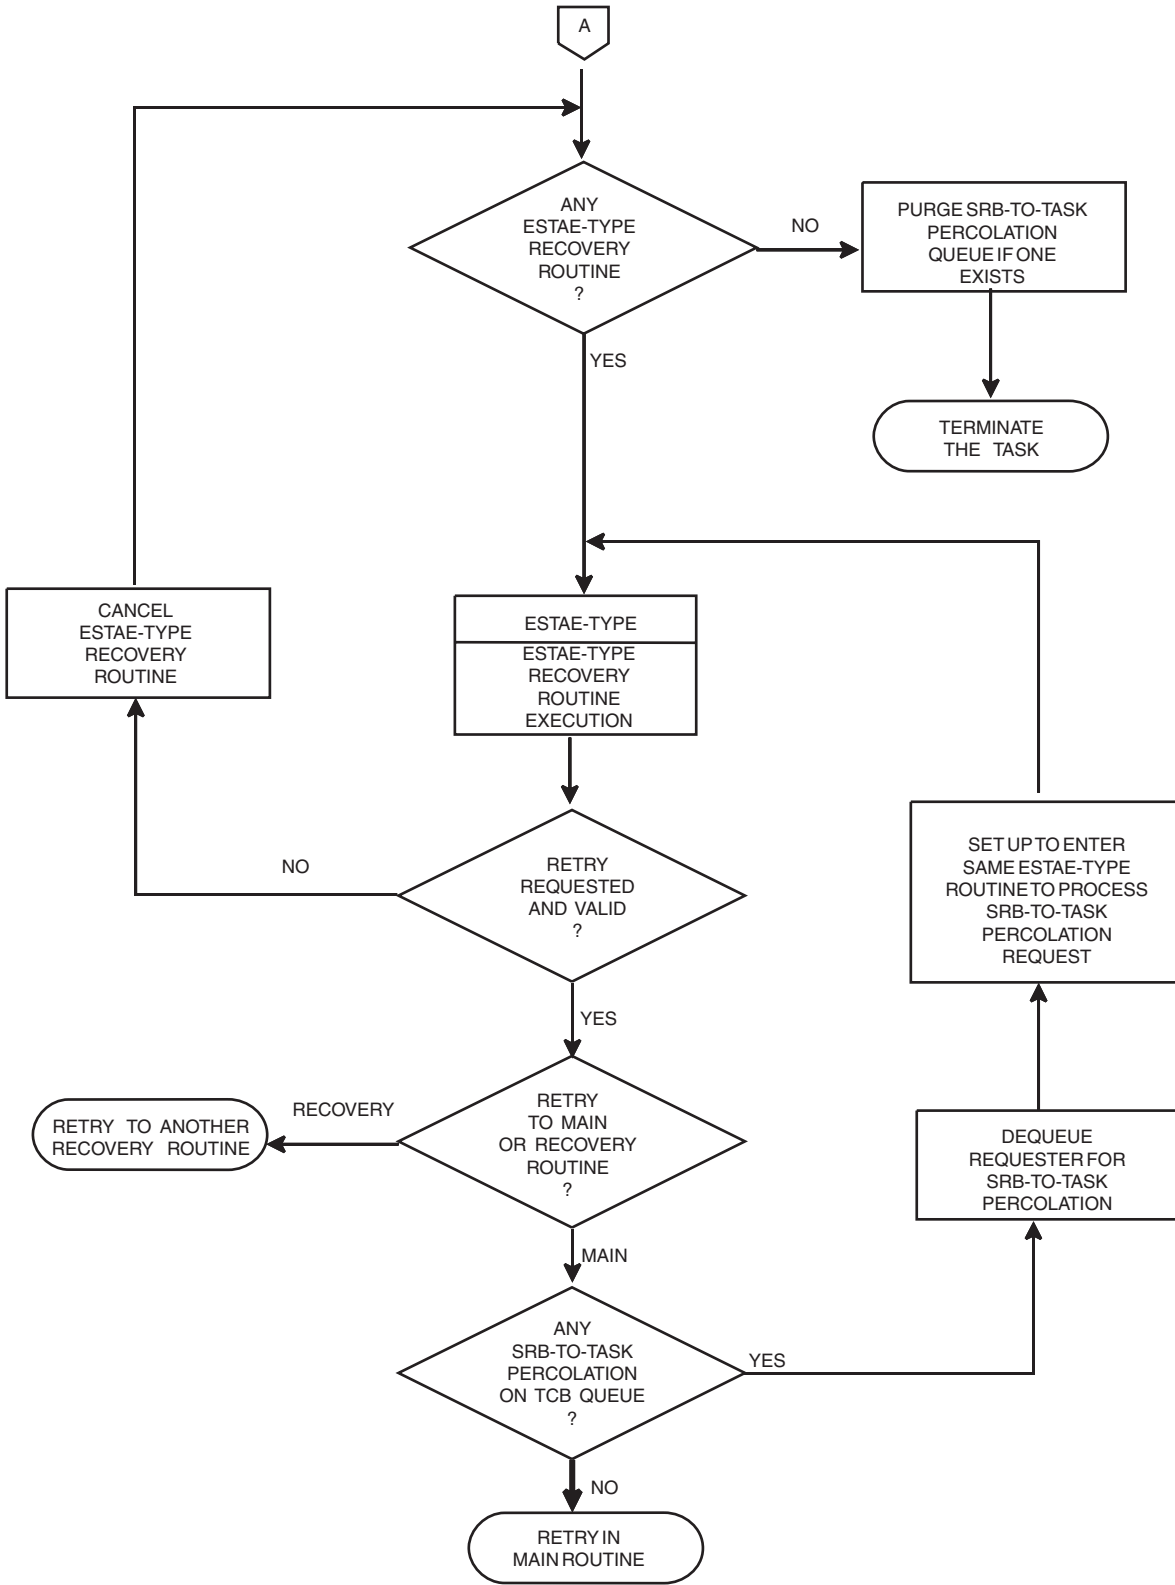 A
ANY
ESTAE-TYPE
RECOVERY
ROUTINE
?
NO
PURGE SRB-TO-TASK
PERCOLATION
QUEUE IF ONE
EXISTS
YES
TERMINATE
THE TASK
CANCEL
ESTAE-TYPE
RECOVERY
ROUTINE
ESTAE-TYPE
ESTAE-TYPE
RECOVERY
ROUTINE
EXECUTION
NO
RETRY
REQUESTED
AND VALID
?
SET UP TO ENTER
SAME ESTAE-TYPE
ROUTINE TO PROCESS
SRB-TO-TASK
PERCOLATION
REQUEST
YES
RETRY
TO MAIN
OR RECOVERY
ROUTINE
?
RECOVERY
RETRY TO ANOTHER
RECOVERY ROUTINE
DEQUEUE
REQUESTER FOR
SRB-TO-TASK
PERCOLATION
MAIN
ANY
SRB-TO-TASK
PERCOLATION
ON TCB QUEUE
?
YES
NO
RETRY IN
MAIN ROUTINE